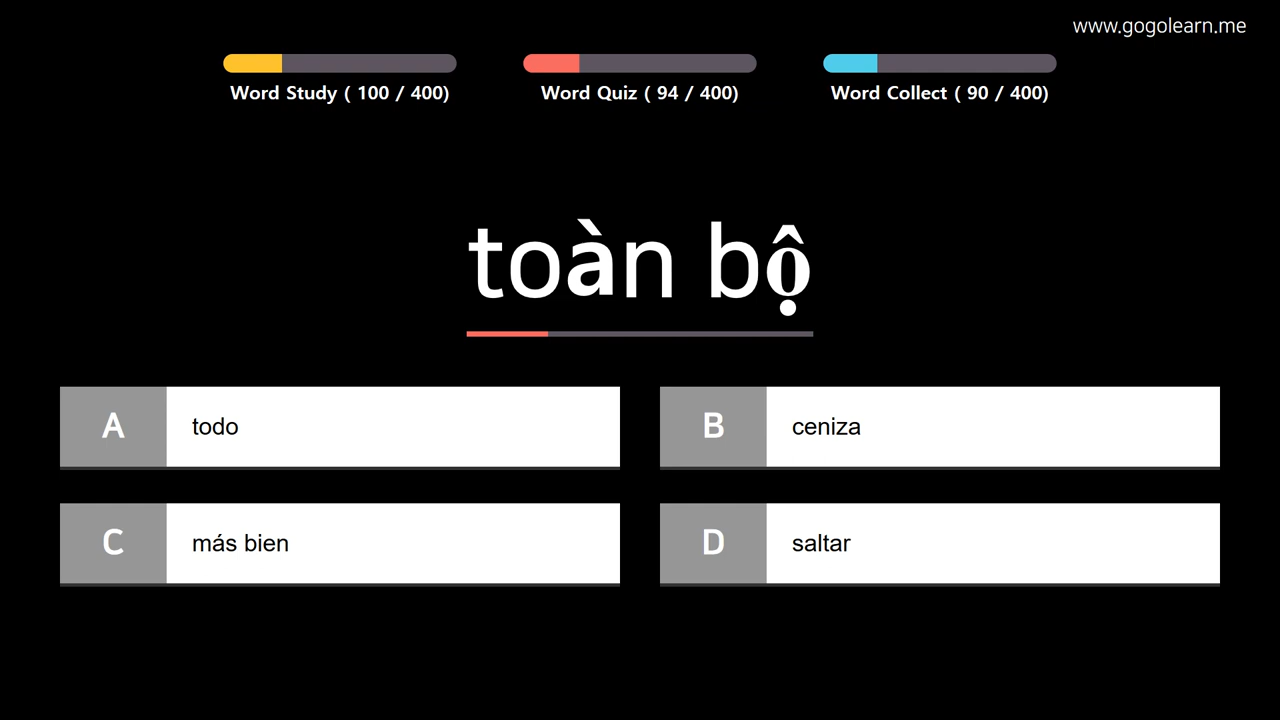 www.gogolearn.me
Word Study ( 100 / 400)
Word Quiz ( 94 / 400)
Word Collect ( 90 / 400)
toàn bộ
A todo
B ceniza
C más bien
D saltar